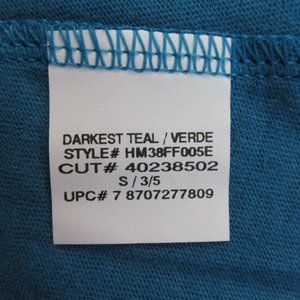 DARKEST TEAL / VERDE
STYLE# HM38FF005E
CUT# 40238502
S / 3/5
UPC# 7 8707277809